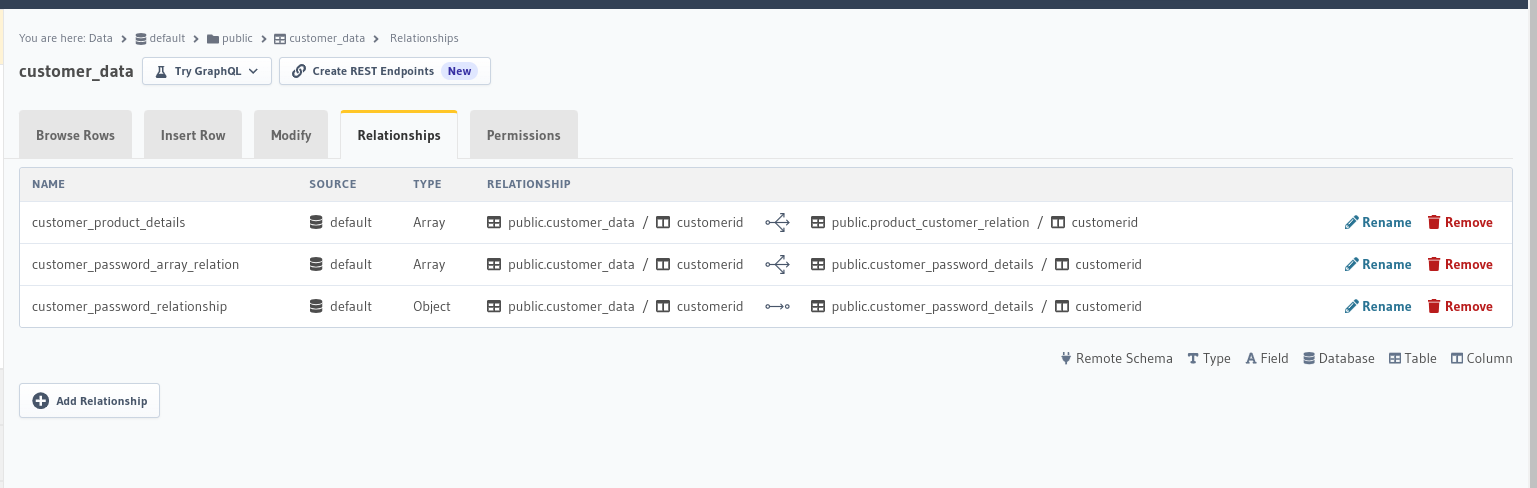 You are here: Data > default > public > customer_data > Relationships
customer_data Try GraphQL Create REST Endpoints New
Browse Rows Insert Row Modify Relationships Permissions
NAME SOURCE TYPE RELATIONSHIP
customer_product_details default Array public.customer_data / customerid public.product_customer_relation / customerid Rename Remove
customer_password_array_relation default Array public.customer_data / customerid public.customer_password_details / customerid Rename Remove
customer_password_relationship default Object public.customer_data / customerid public.customer_password_details / customerid Rename Remove
Remote Schema Type Field Database Table Column
Add Relationship